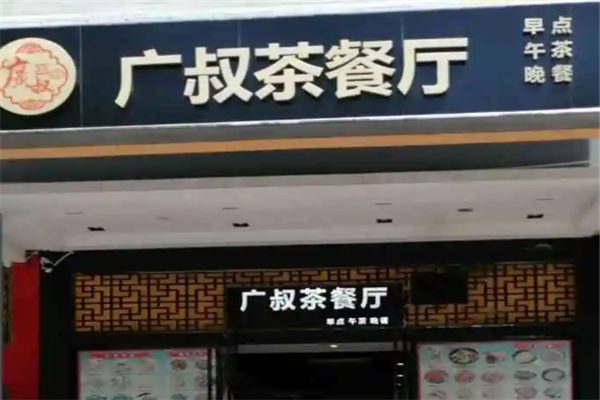 广叔茶餐厅
早点
午茶
晚餐
广叔茶餐厅
早点 午茶 晚餐